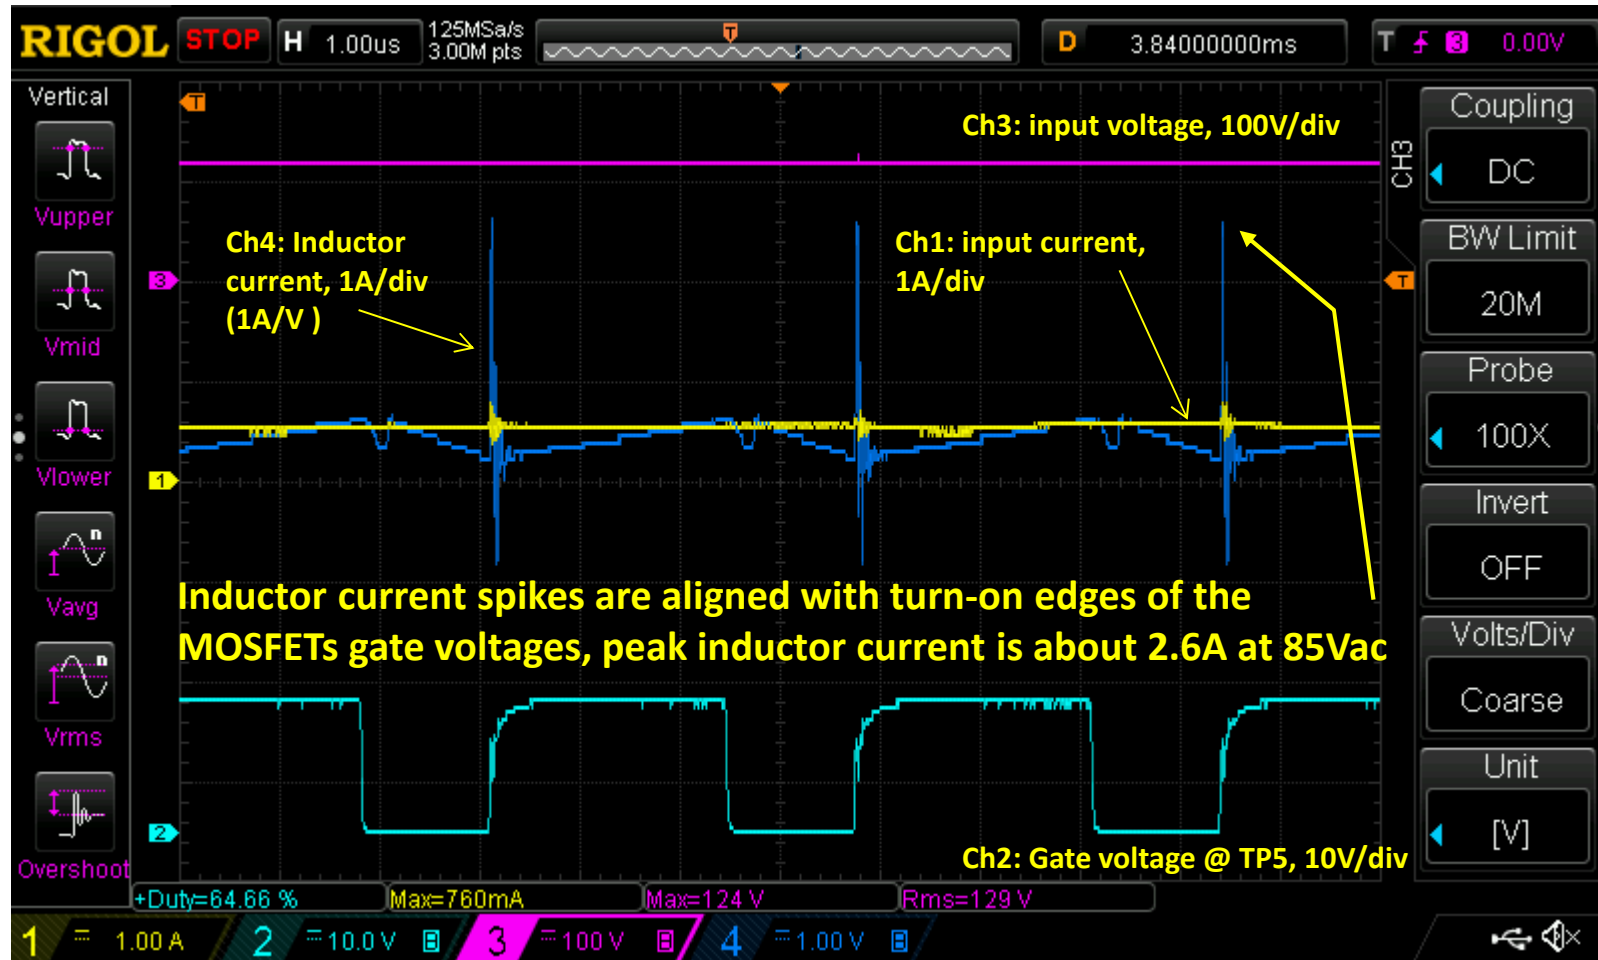 RIGOL STOP H 1.00us 125MSa/s 3.00M pts T D 3.84000000ms T 3 0.00V
Vertical
Vupper
Vmid
Vlower
n
Vavg
Vrms
Overshoot
T
Ch3: input voltage, 100V/div
Ch4: Inductor
current, 1A/div
(1A/V )
Ch1: input current,
1A/div
3
T
1
Inductor current spikes are aligned with turn-on edges of the
MOSFETs gate voltages, peak inductor current is about 2.6A at 85Vac
2
Ch2: Gate voltage @ TP5, 10V/div
CH3
Coupling
DC
BW Limit
20M
Probe
100X
Invert
OFF
Volts/Div
Coarse
Unit
[V]
+Duty=64.66 % Max=760mA Max=124 V Rms=129 V
1 = 1.00 A 2 = 10.0 V B 3 = 100 V B 4 = 1.00 V B